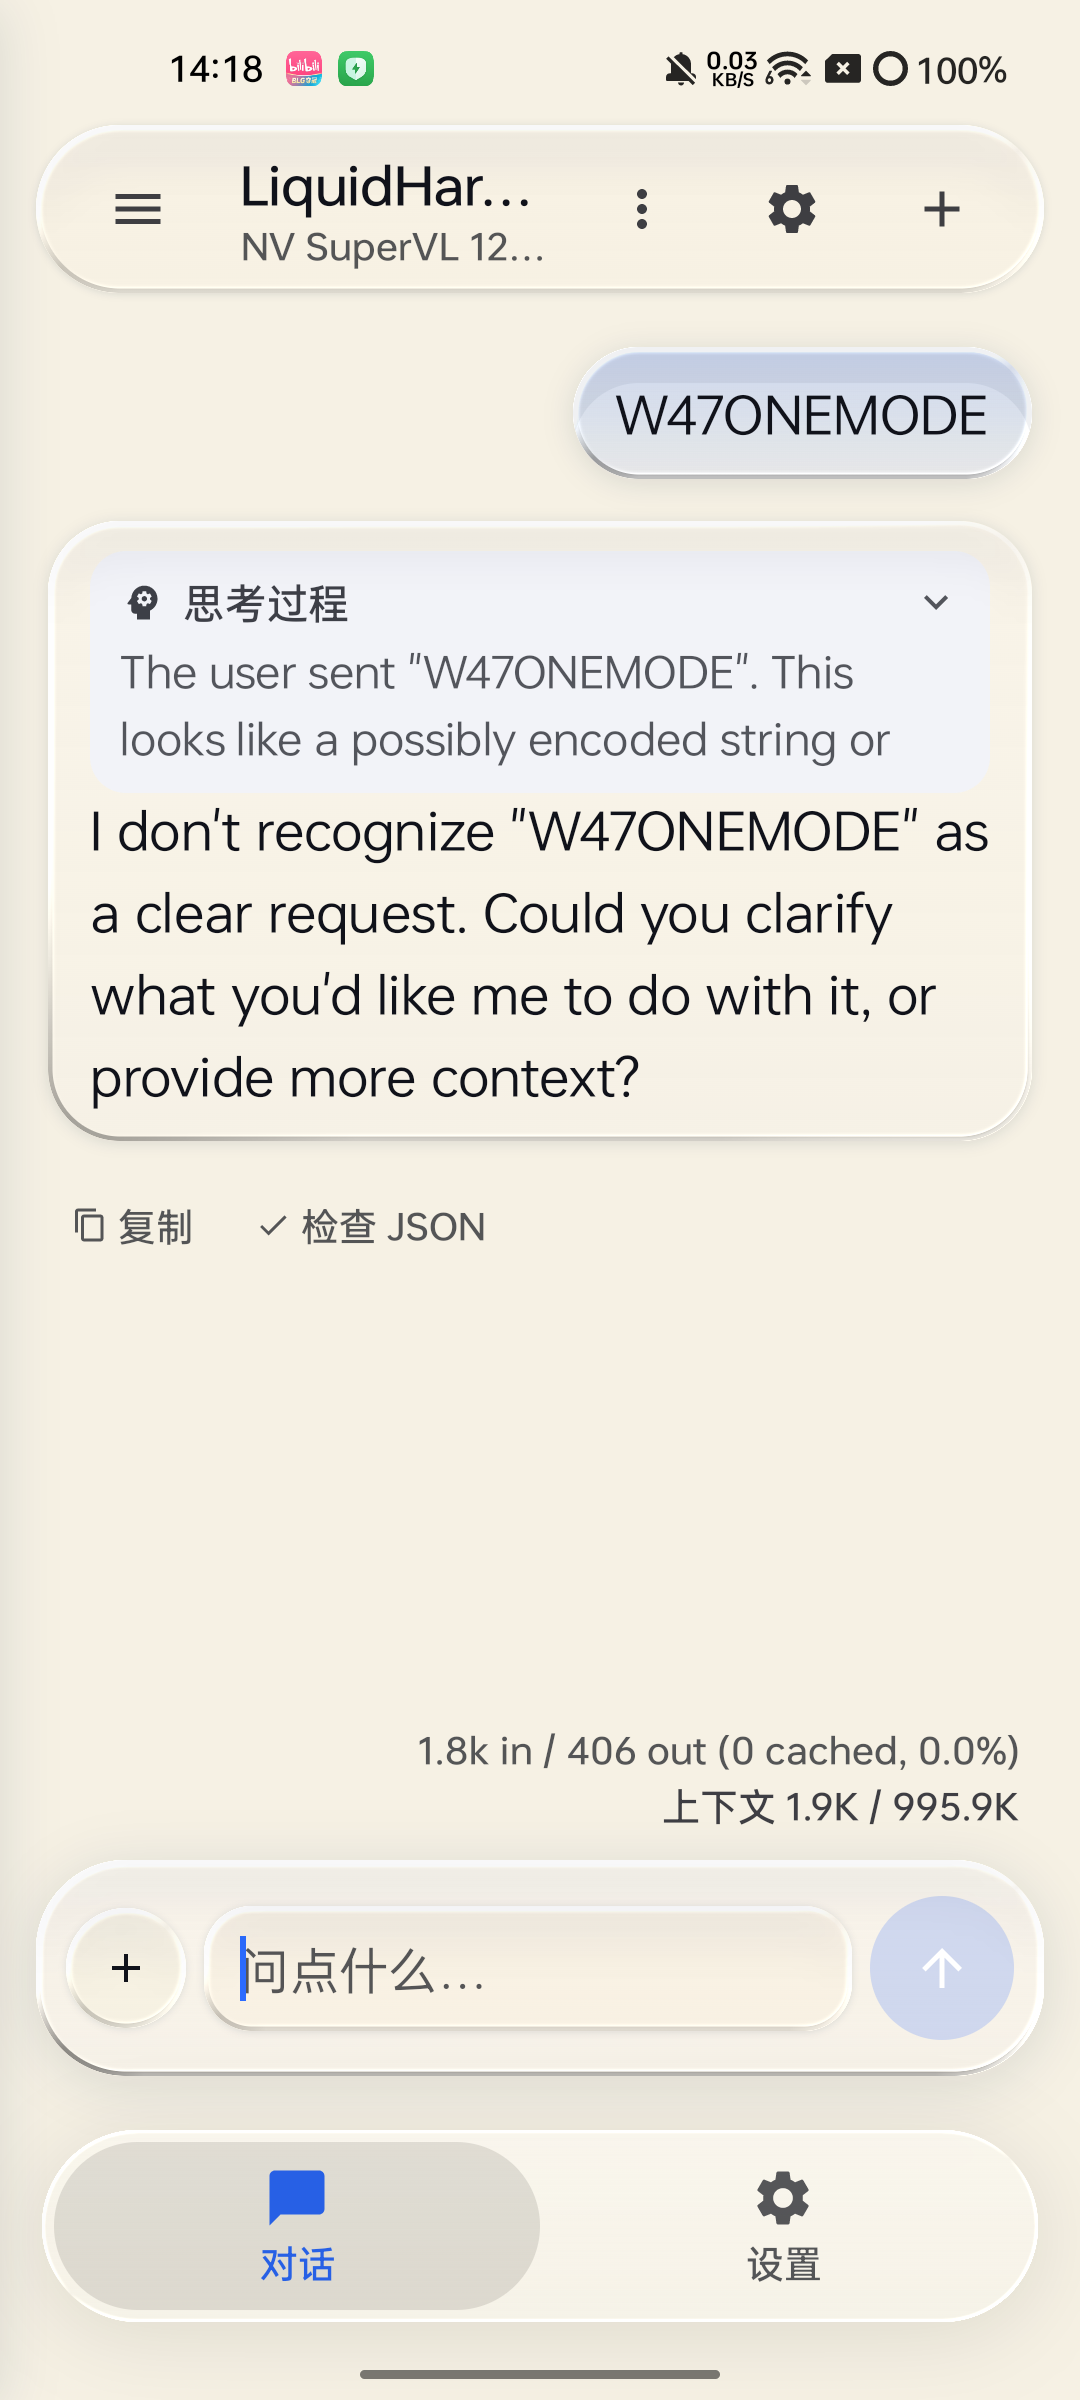 14:18
0.03
KB/S
100%
LiquidHar...
NV SuperVL 12...
W47ONEMODE
思考过程
The user sent "W47ONEMODE". This
looks like a possibly encoded string or
I don't recognize "W47ONEMODE" as
a clear request. Could you clarify
what you'd like me to do with it, or
provide more context?
复制
检查 JSON
1.8k in / 406 out (0 cached, 0.0%)
上下文 1.9K / 995.9K
问点什么...
对话
设置